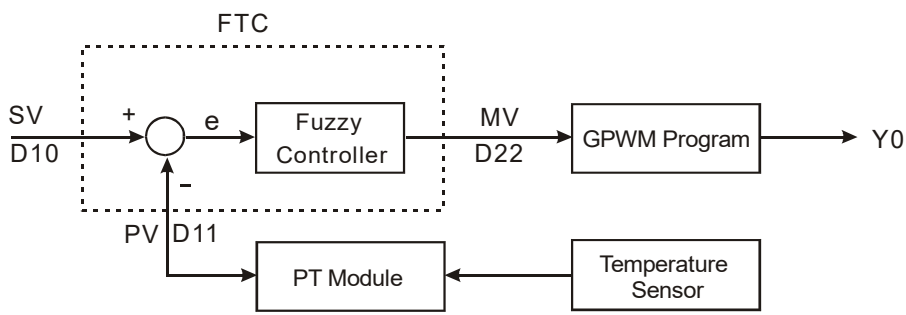 FTC
SV
D10
+
e
Fuzzy
Controller
MV
D22
GPWM Program
Y0
–
PV D11
PT Module
Temperature
Sensor